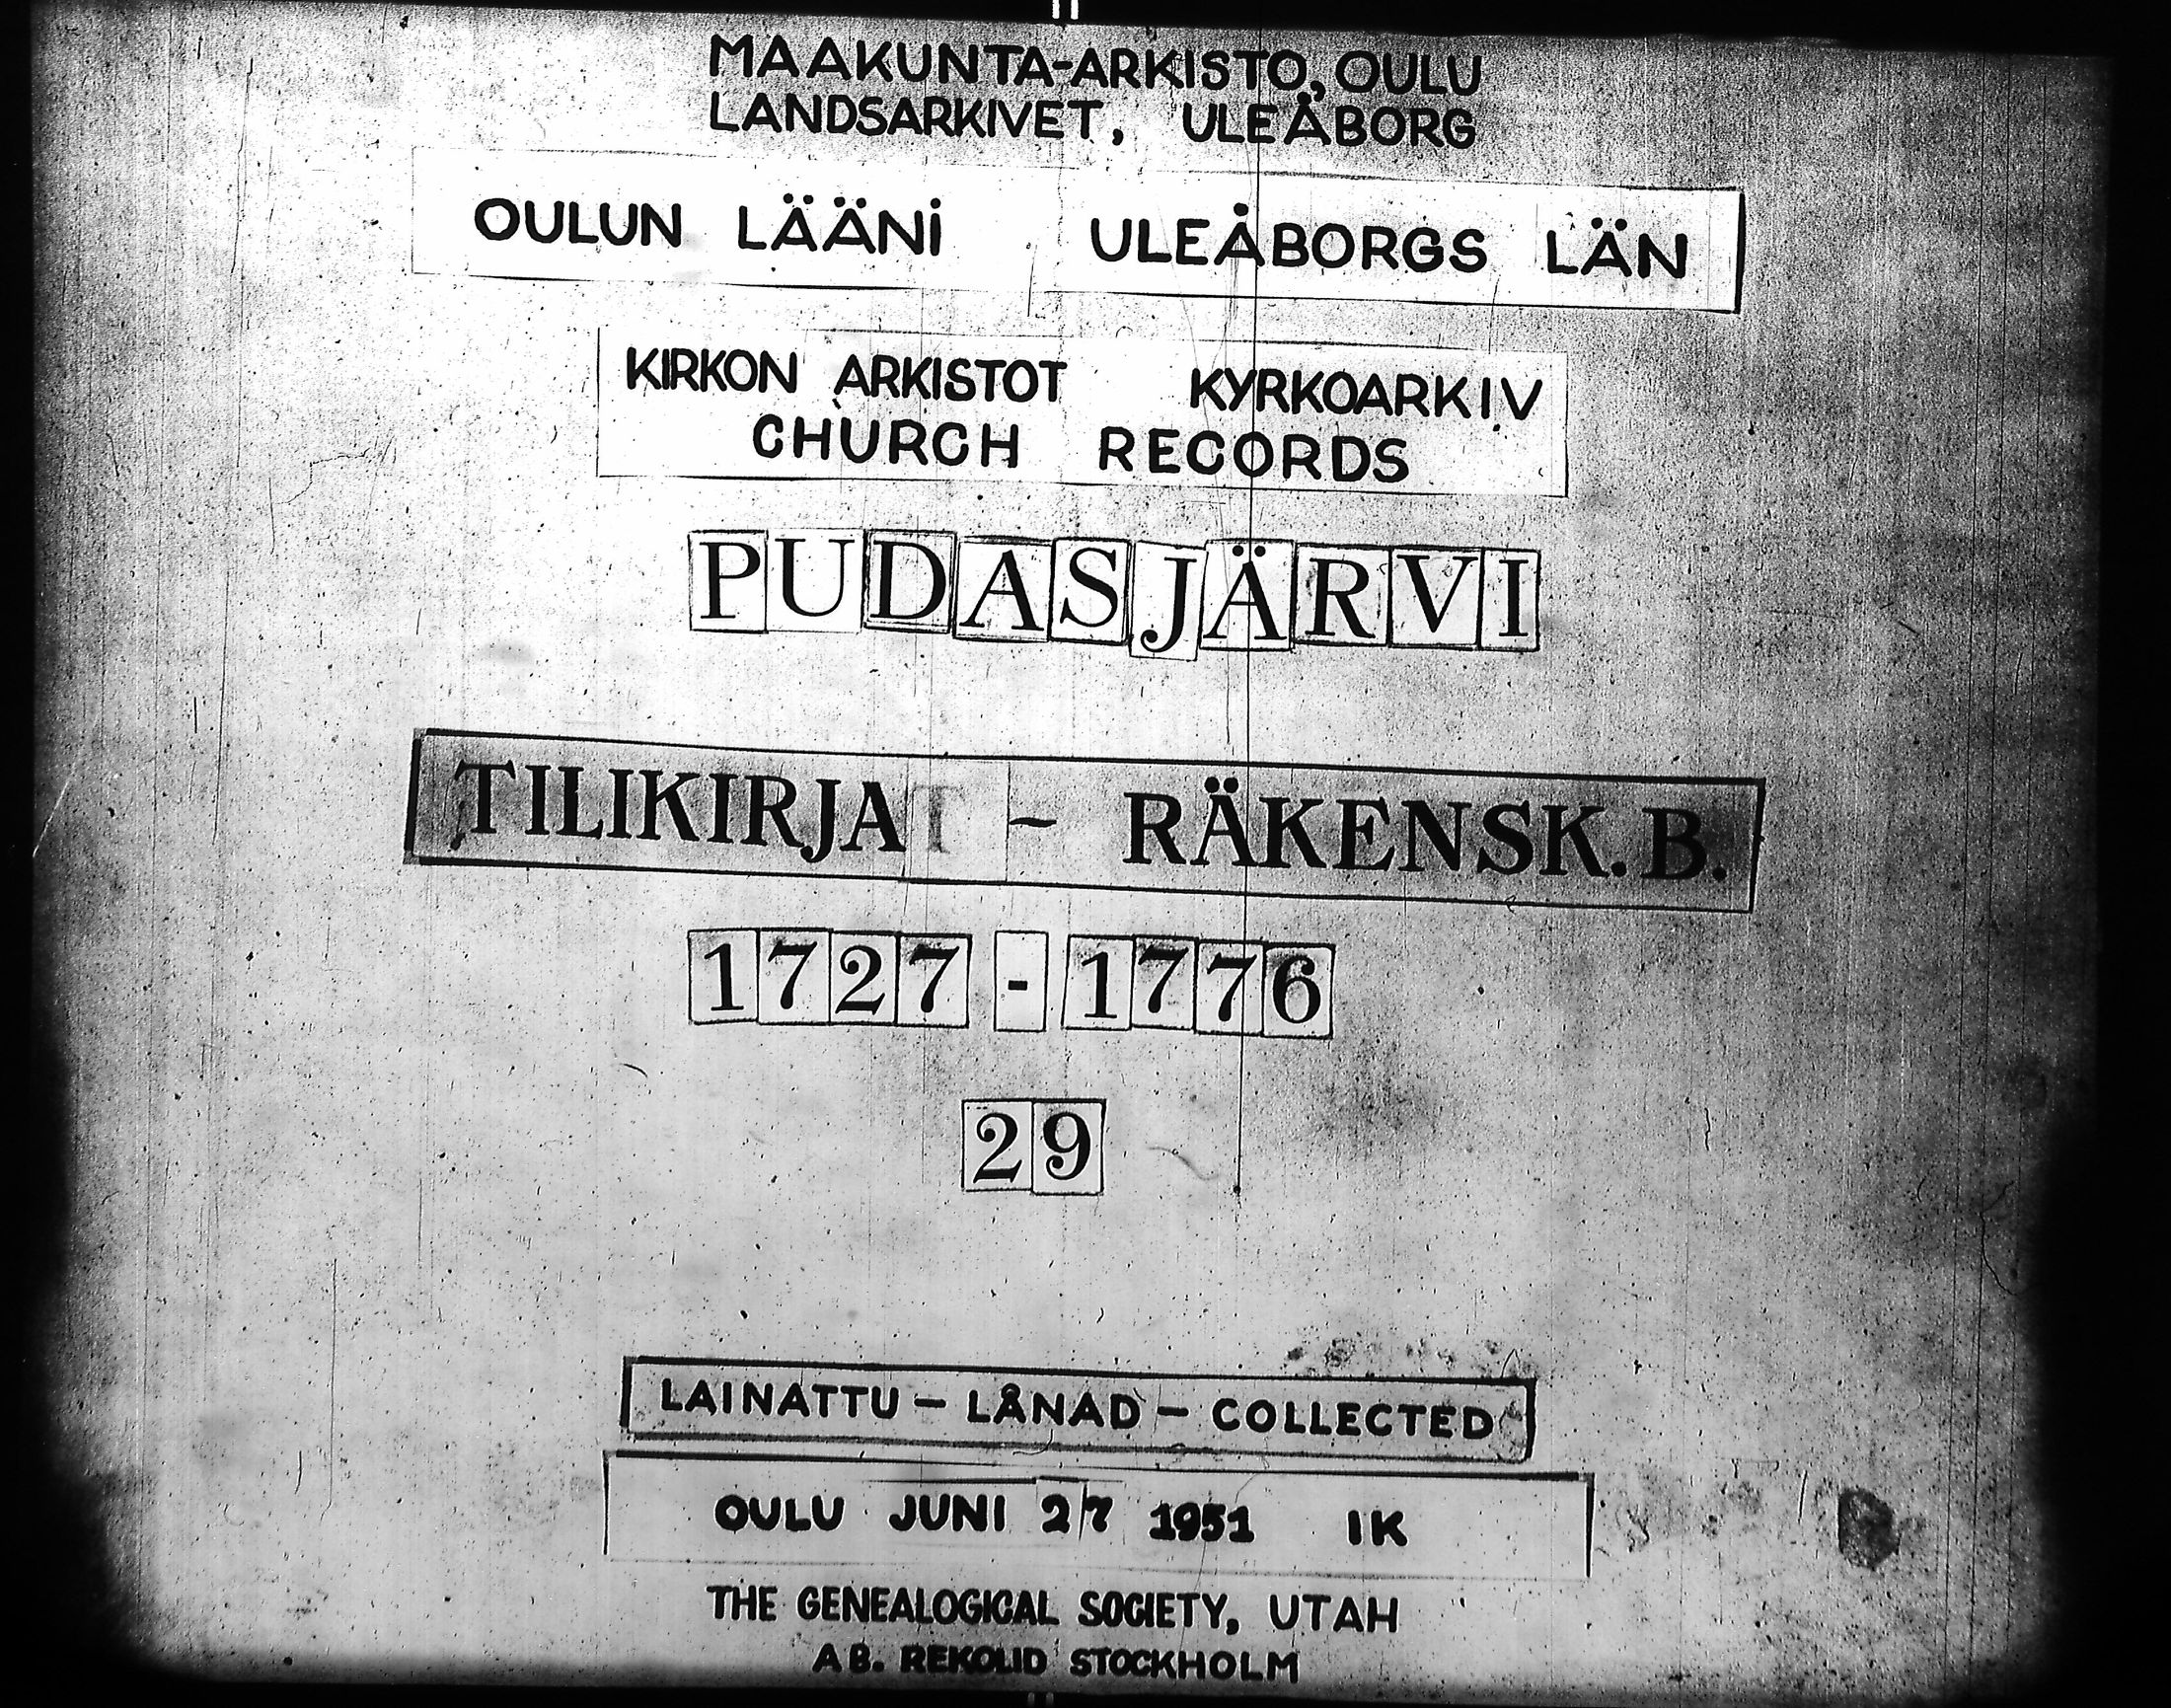 MAAKUNTA-ARKISTO, OULU
LANDSARKIVET, ULEÅBORG
OULUN LÄÄNI ULEÅBORGS LÄN
KIRKON ARKISTOT KYRKOARKIV
CHURCH RECORDS
PUDASJÄRVI
TILIKIRJAT - RÄKENSK. B.
1727 - 1776
29
LAINATTU - LÅNAD - COLLECTED
OULU JUNI 27 1951 IK
THE GENEALOGICAL SOCIETY, UTAH
AB. REKOLID STOCKHOLM